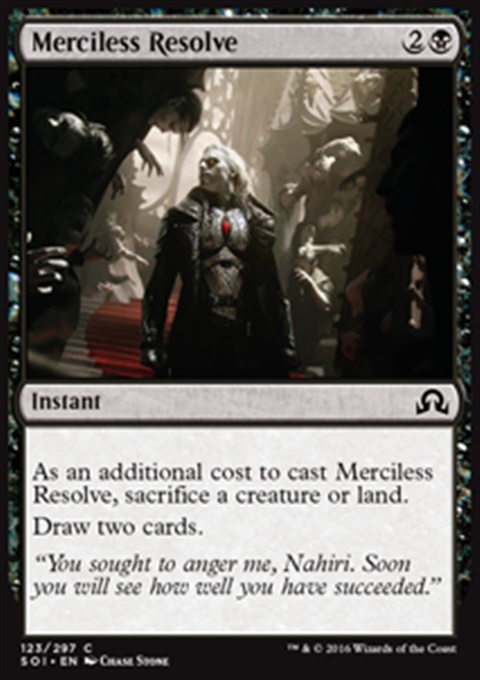 Merciless Resolve 2
Instant
As an additional cost to cast Merciless
Resolve, sacrifice a creature or land.
Draw two cards.
“You sought to anger me, Nahiri. Soon
you will see how well you have succeeded.”
123/297 C
SOI • EN Chase Stone
™ & © 2016 Wizards of the Coast